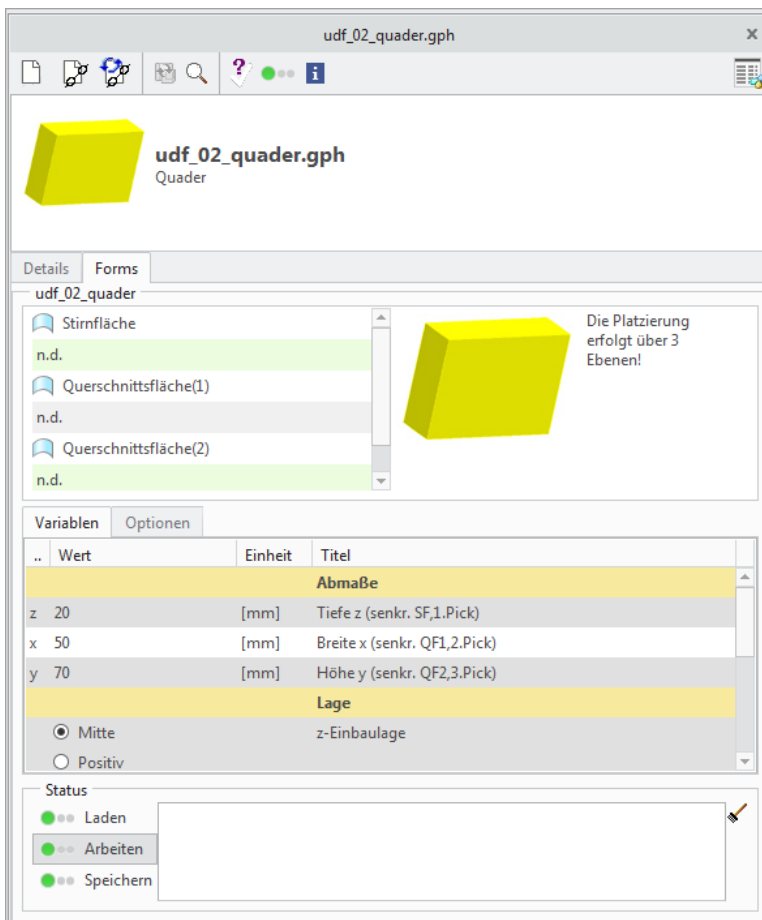 udf_02_quader.gph
udf_02_quader.gph
Quader
Details Forms
udf_02_quader
Stirnfläche
n.d.
Querschnittsfläche(1)
n.d.
Querschnittsfläche(2)
n.d.
Die Platzierung
erfolgt über 3
Ebenen!
Variablen Optionen
.. Wert Einheit Titel
Abmaße
z 20 [mm] Tiefe z (senkr. SF,1.Pick)
x 50 [mm] Breite x (senkr. QF1,2.Pick)
y 70 [mm] Höhe y (senkr. QF2,3.Pick)
Lage
Mitte z-Einbaulage
Positiv
Status
Laden
Arbeiten
Speichern